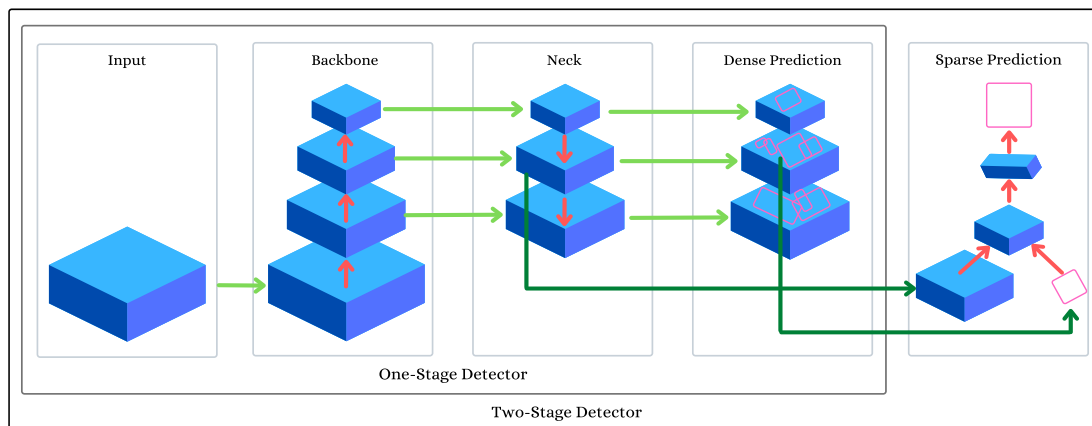 Input
Backbone
Neck
Dense Prediction
Sparse Prediction
One-Stage Detector
Two-Stage Detector